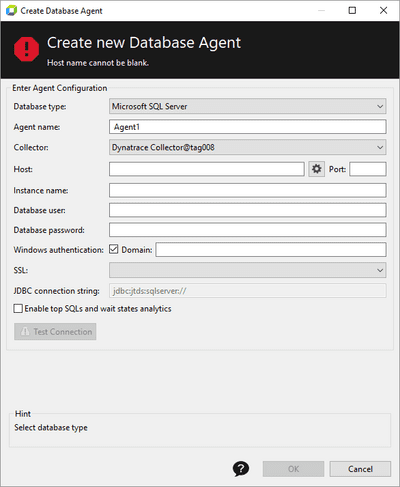 Create Database Agent
Create new Database Agent
Host name cannot be blank.
Enter Agent Configuration
Database type: Microsoft SQL Server
Agent name: Agent1
Collector: Dynatrace Collector@tag008
Host: Port:
Instance name:
Database user:
Database password:
Windows authentication: Domain:
SSL:
JDBC connection string: jdbc:jtds:sqlserver://
Enable top SQLs and wait states analytics
Test Connection
Hint
Select database type
? OK Cancel